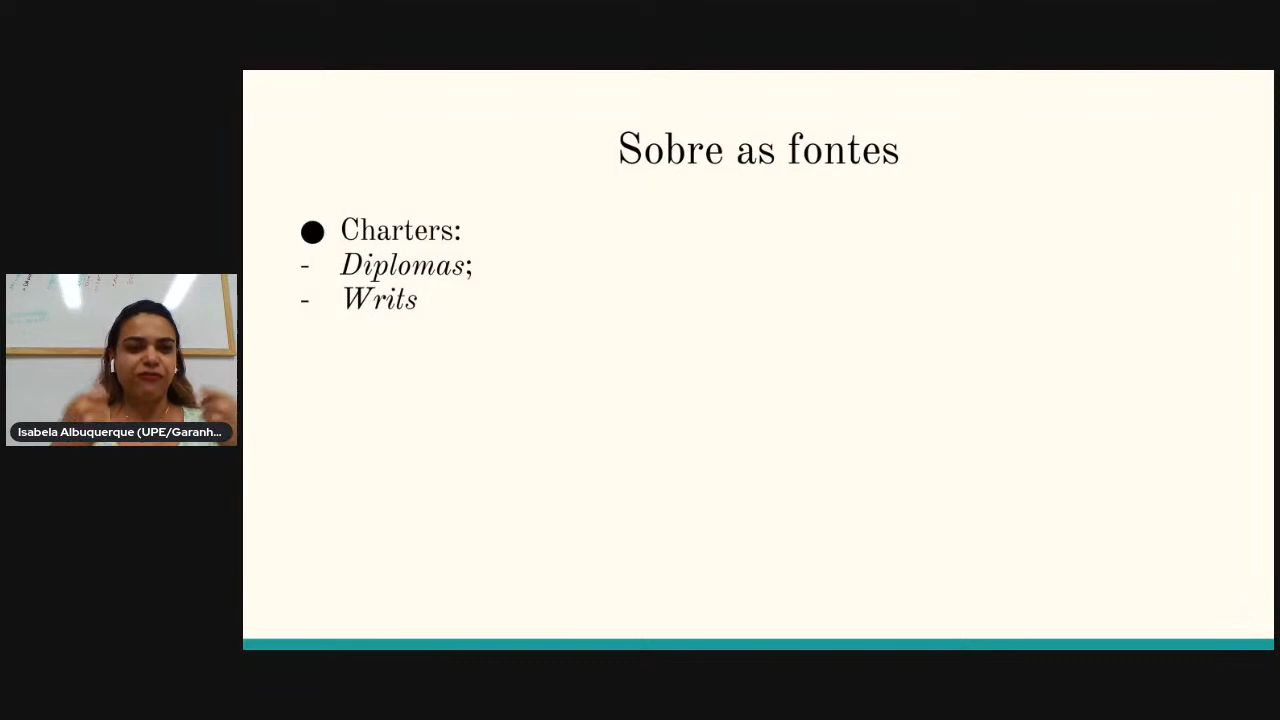 Sobre as fontes
● Charters:
- Diplomas;
- Writs
Isabela Albuquerque (UPE/Garanh...